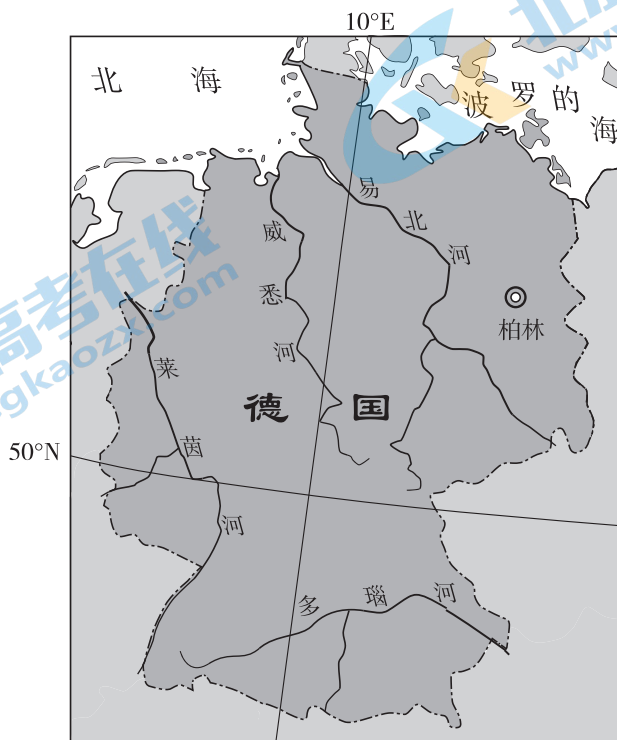 10°E
北海
波罗的海
易北河
威悉河
柏林
莱茵河
德国
50°N
多瑙河
高考在线
gkaozx.com